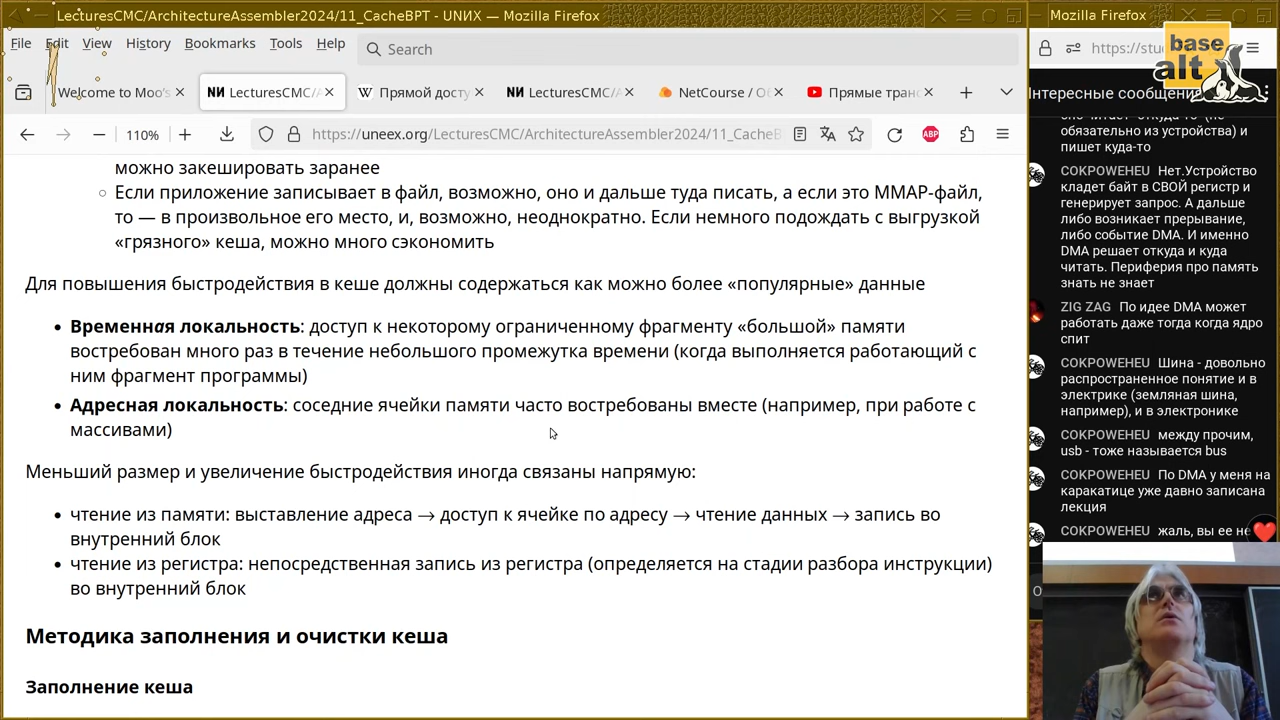 LecturesCMC/ArchitectureAssembler2024/11_CacheBPT - UNИX — Mozilla Firefox
File Edit View History Bookmarks Tools Help
Search
Welcome to Moo's
LecturesCMC/A
Прямой досту
LecturesCMC/A
NetCourse / Об
Прямые транс
110%
https://uneex.org/LecturesCMC/ArchitectureAssembler2024/11_CacheB
ABP
можно закешировать заранее
Если приложение записывает в файл, возможно, оно и дальше туда писать, а если это MMAP-файл,
то — в произвольное его место, и, возможно, неоднократно. Если немного подождать с выгрузкой
«грязного» кеша, можно много сэкономить
Для повышения быстродействия в кеше должны содержаться как можно более «популярные» данные
Временная локальность: доступ к некоторому ограниченному фрагменту «большой» памяти
востребован много раз в течение небольшого промежутка времени (когда выполняется работающий с
ним фрагмент программы)
Адресная локальность: соседние ячейки памяти часто востребованы вместе (например, при работе с
массивами)
Меньший размер и увеличение быстродействия иногда связаны напрямую:
чтение из памяти: выставление адреса → доступ к ячейке по адресу → чтение данных → запись во
внутренний блок
чтение из регистра: непосредственная запись из регистра (определяется на стадии разбора инструкции)
во внутренний блок
Методика заполнения и очистки кеша
Заполнение кеша
Mozilla Firefox
https://stu
base
alt
Интересные сообщения
обязательно из устройства) и
пишет куда-то
COKPOWEHEU Нет.Устройство
кладет байт в СВОЙ регистр и
генерирует запрос. А дальше
либо возникает прерывание,
либо событие DMA. И именно
DMA решает откуда и куда
читать. Периферия про память
знать не знает
ZIG ZAG По идее DMA может
работать даже тогда когда ядро
спит
COKPOWEHEU Шина - довольно
распространенное понятие и в
электрике (земляная шина,
например), и в электронике
COKPOWEHEU между прочим,
usb - тоже называется bus
COKPOWEHEU По DMA у меня на
каракатице уже давно записана
лекция
COKPOWEHEU жаль, вы ее не